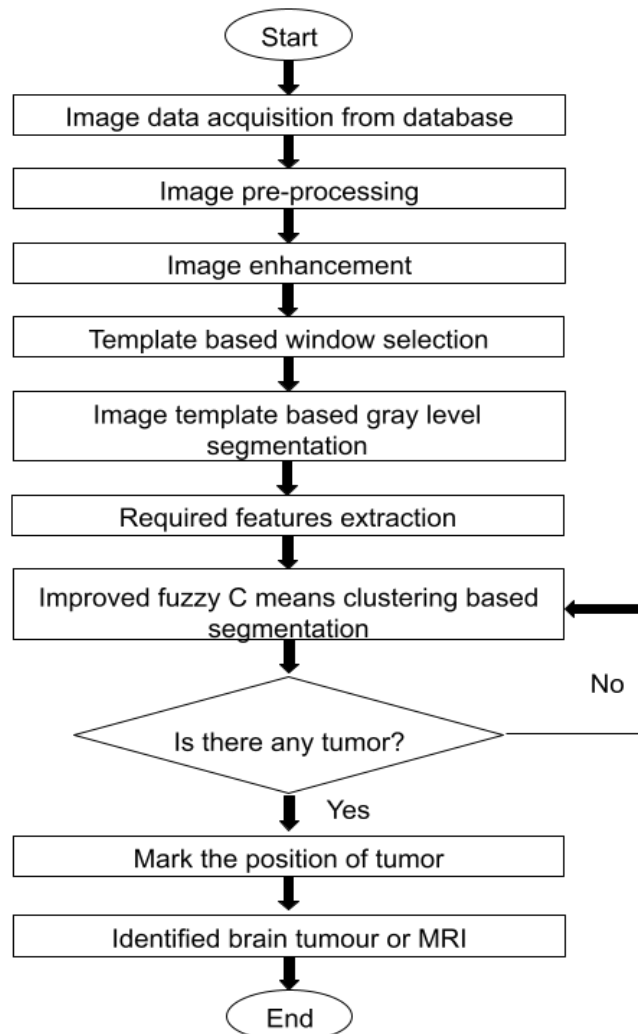 Start
Image data acquisition from database
Image pre-processing
Image enhancement
Template based window selection
Image template based gray level
segmentation
Required features extraction
Improved fuzzy C means clustering based
segmentation
No
Is there any tumor?
Yes
Mark the position of tumor
Identified brain tumour or MRI
End